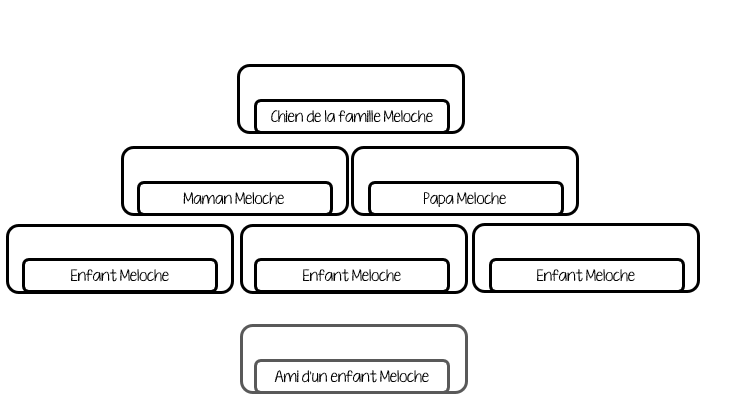 Chien de la famille Meloche
Maman Meloche
Papa Meloche
Enfant Meloche
Enfant Meloche
Enfant Meloche
Ami d'un enfant Meloche